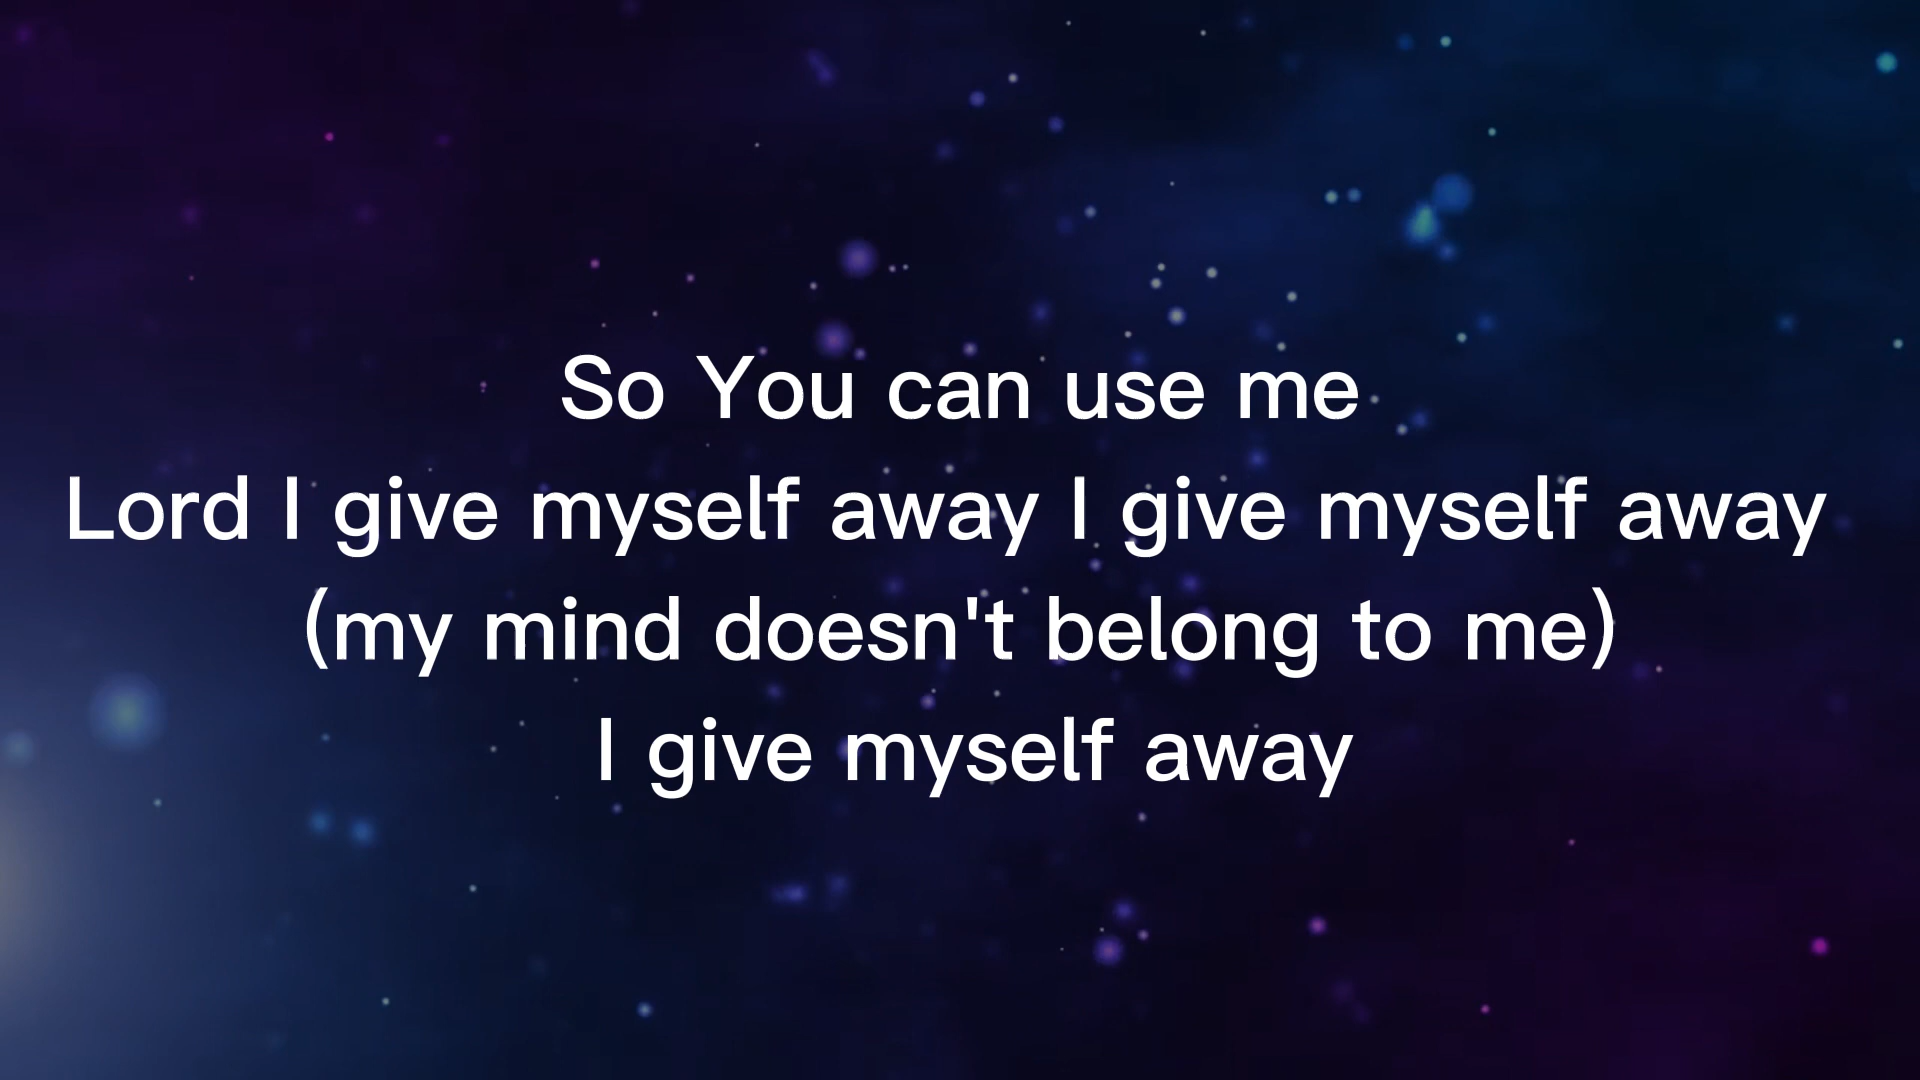 So You can use me
Lord I give myself away I give myself away
(my mind doesn't belong to me)
I give myself away